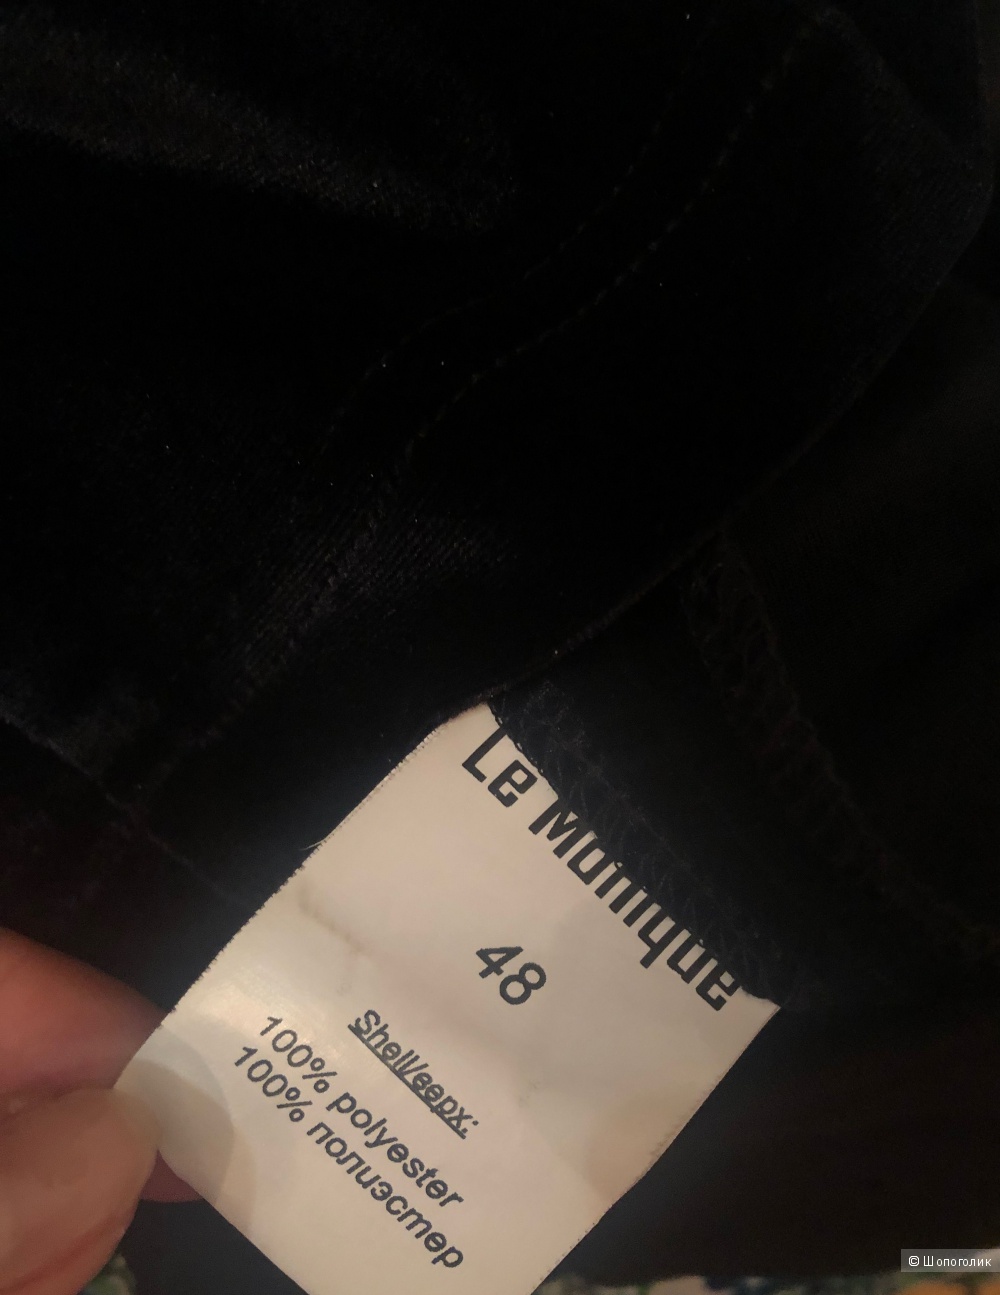 Le Monique
48
Shell/верх:
100% polyester
100% полиэстер
© Шопоголик